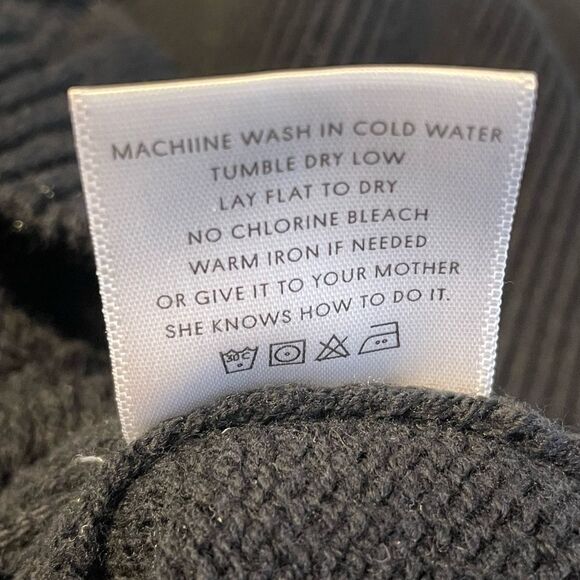 MACHIINE WASH IN COLD WATER
TUMBLE DRY LOW
LAY FLAT TO DRY
NO CHLORINE BLEACH
WARM IRON IF NEEDED
OR GIVE IT TO YOUR MOTHER
SHE KNOWS HOW TO DO IT.
30C